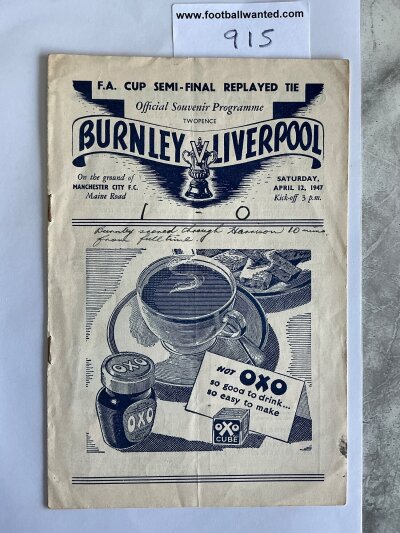 www.footballwanted.com
915
F.A. CUP SEMI-FINAL REPLAYED TIE
Official Souvenir Programme
TWOPENCE
BURNLEY V LIVERPOOL
On the ground of
MANCHESTER CITY F.C.
Maine Road
SATURDAY,
APRIL 12, 1947
Kick-off 3 p.m.
1 - 0
Burnley scored through Harrison 10 mins.
from full time.
HOT OXO
so good to drink...
so easy to make
OXO
OXO
OXO
CUBE